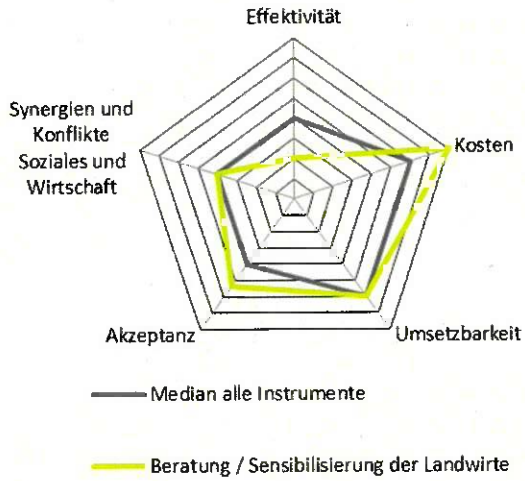 Effektivität
Synergien und
Konflikte
Soziales und
Wirtschaft
Kosten
Akzeptanz
Umsetzbarkeit
Median alle Instrumente
Beratung / Sensibilisierung der Landwirte